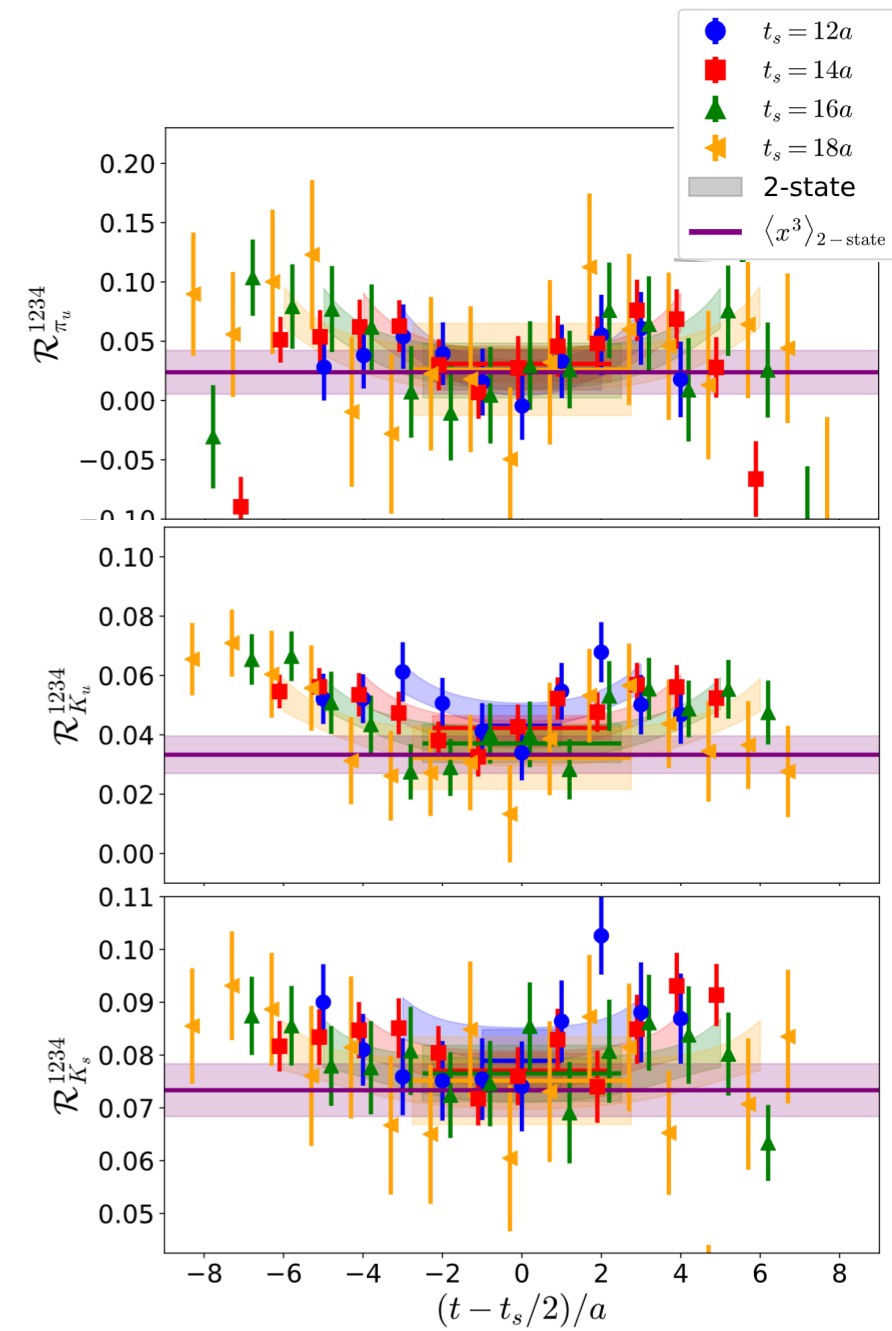 t_s = 12a
t_s = 14a
t_s = 16a
t_s = 18a
2-state
⟨x^3⟩_{2-state}
R^{1234}_{π_u}
0.20
0.15
0.10
0.05
0.00
−0.05
−0.10
R^{1234}_{K_u}
0.10
0.08
0.06
0.04
0.02
0.00
R^{1234}_{K_s}
0.11
0.10
0.09
0.08
0.07
0.06
0.05
−8 −6 −4 −2 0 2 4 6 8
(t − t_s/2)/a